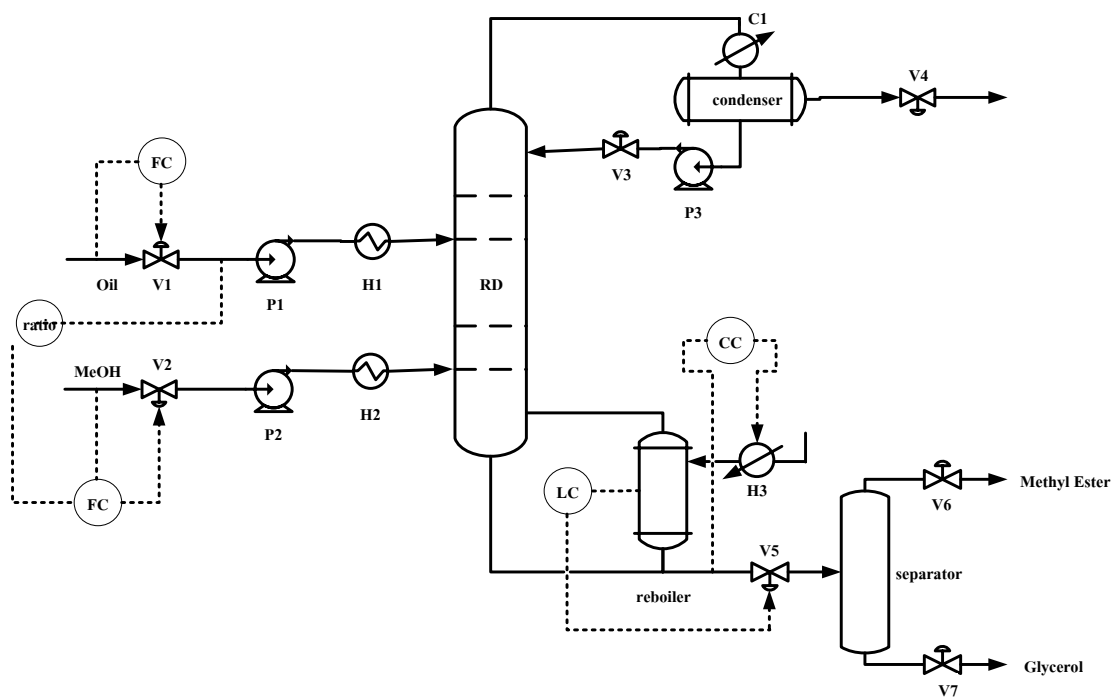 C1
condenser
V4
V3
P3
FC
Oil
V1
P1
H1
RD
ratio
MeOH
V2
P2
H2
CC
LC
H3
V5
reboiler
separator
V6
Methyl Ester
V7
Glycerol
FC